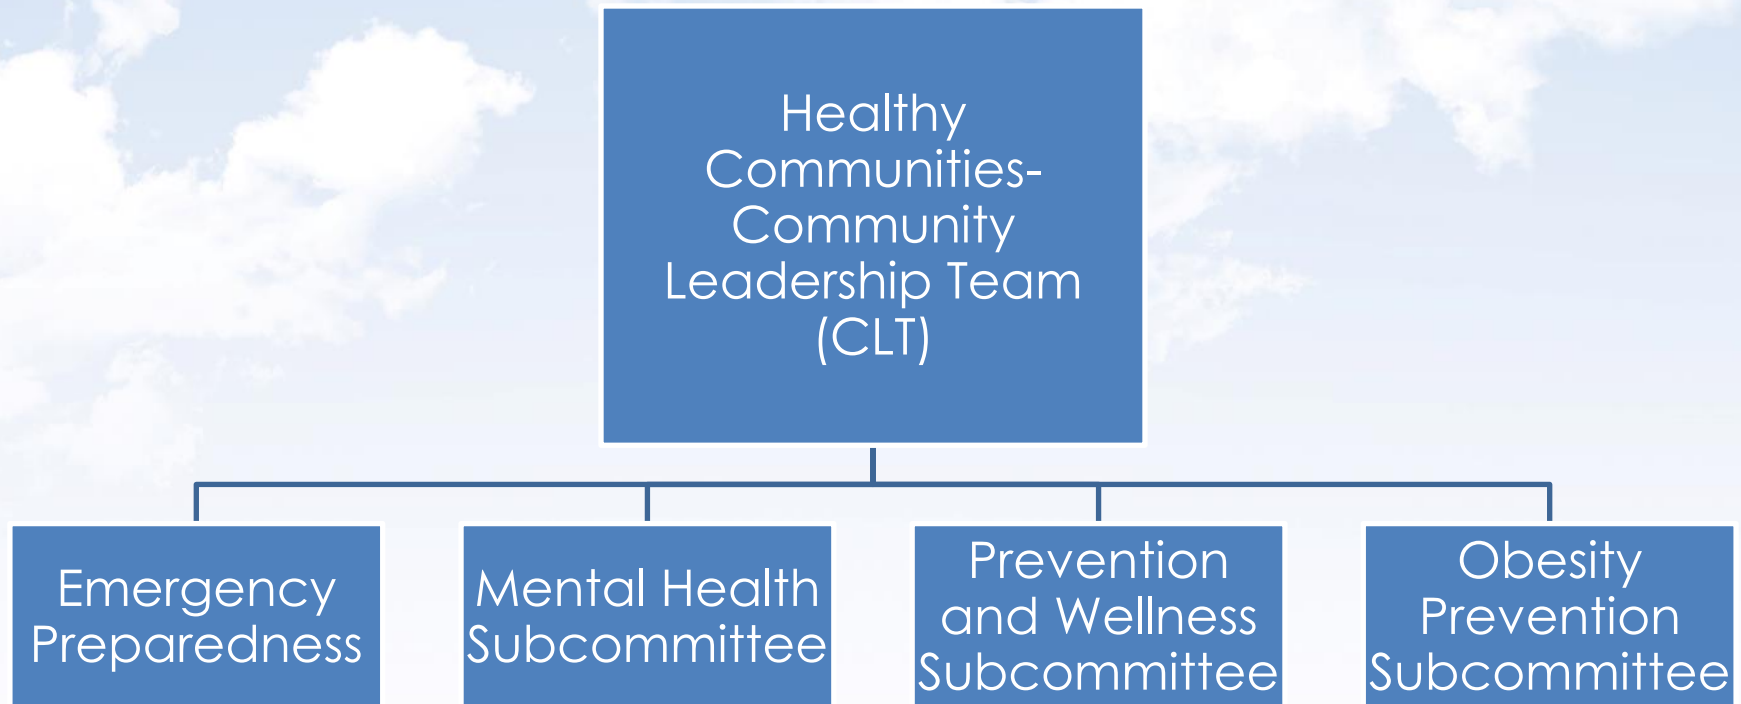 Healthy
Communities-
Community
Leadership Team
(CLT)
Emergency
Preparedness
Mental Health
Subcommittee
Prevention
and Wellness
Subcommittee
Obesity
Prevention
Subcommittee